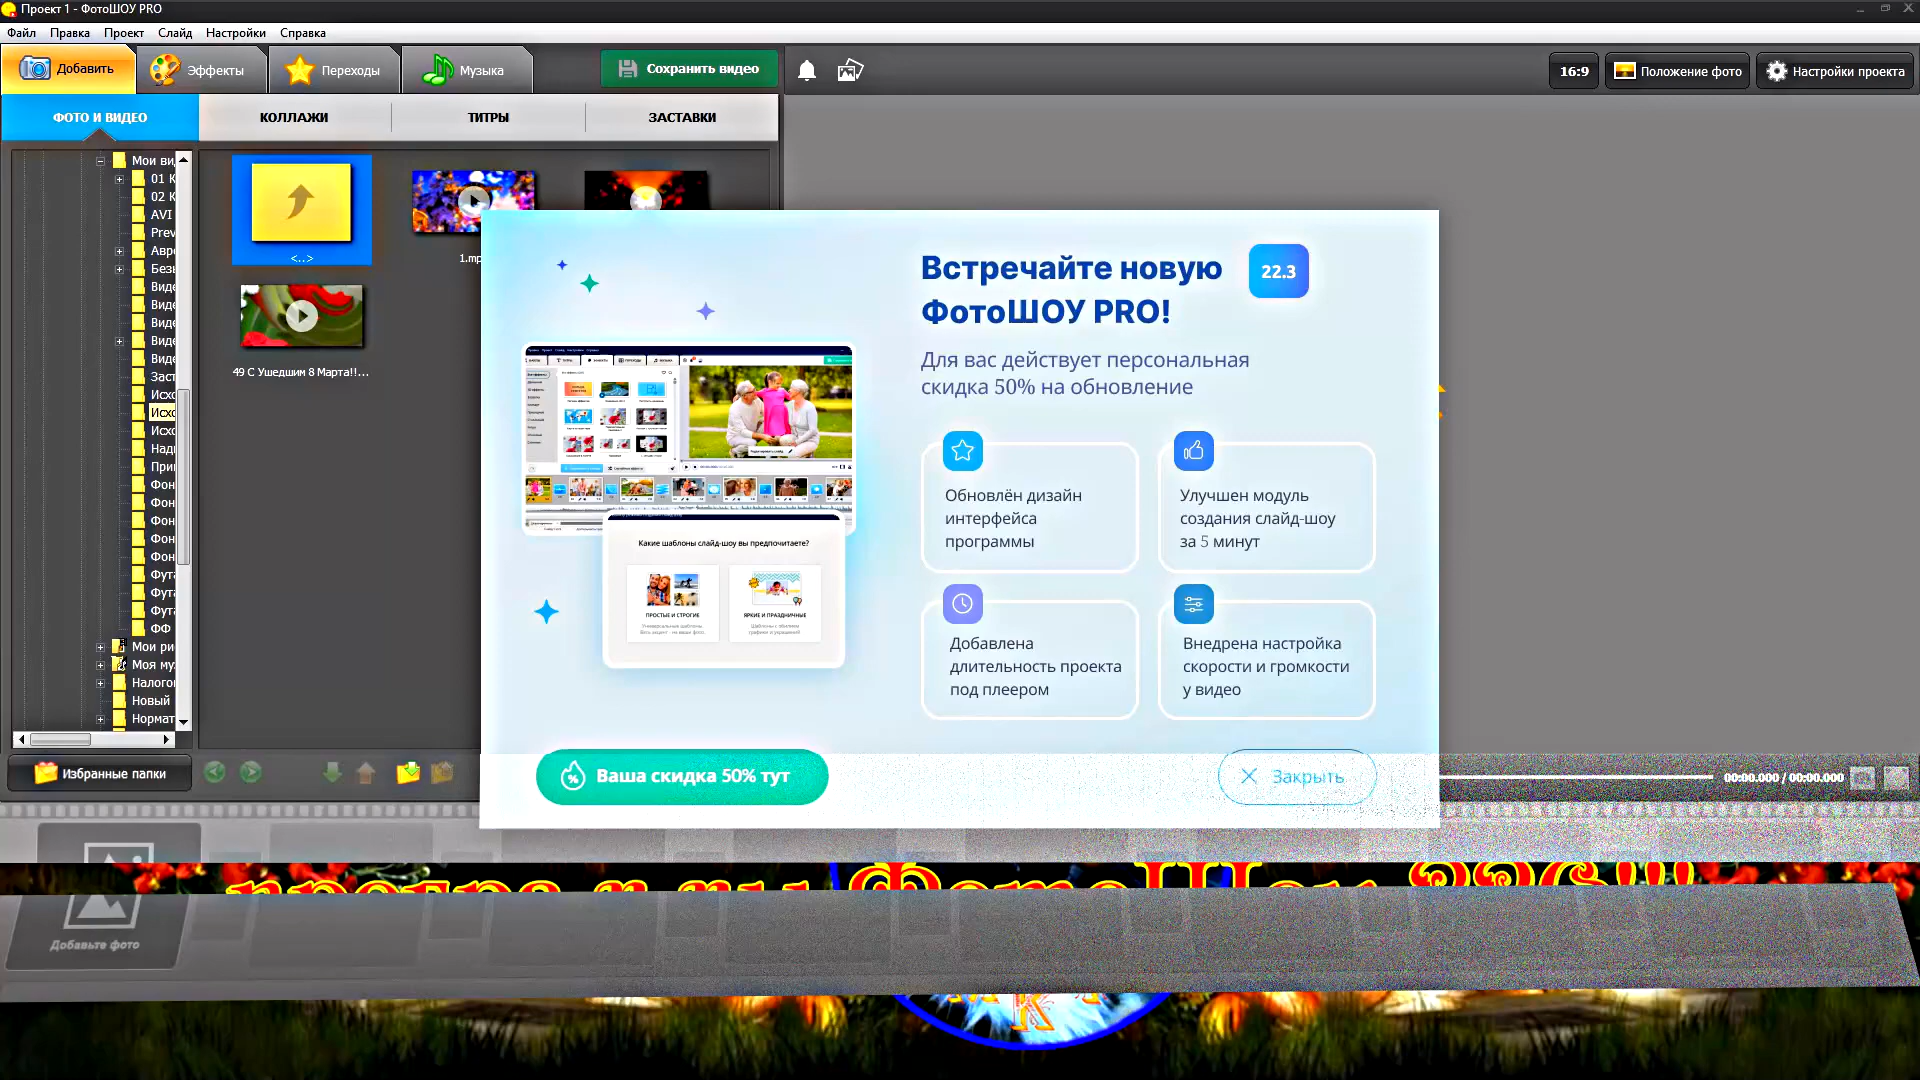 Проект 1 - ФотоШОУ PRO
Файл Правка Проект Слайд Настройки Справка
Добавить Эффекты Переходы Музыка Сохранить видео 16:9 Положение фото Настройки проекта
ФОТО И ВИДЕО КОЛЛАЖИ ТИТРЫ ЗАСТАВКИ
Мои ви
01 К
02 К
AVI
Prev
Авро
Безы
Виде
Виде
Виде
Виде
Виде
Заст
Исхо
Исхо
Исхо
Надп
При
Фон
Фон
Фон
Фон
Фон
Фута
Фута
Фута
ФФ
Мои ри
Моя му
Налого
Новый
Нормат
<..>
1.mp
49 С Ушедшим 8 Марта!!...
Встречайте новую 22.3
ФотоШОУ PRO!
Для вас действует персональная
скидка 50% на обновление
Обновлён дизайн
интерфейса
программы
Улучшен модуль
создания слайд-шоу
за 5 минут
Добавлена
длительность проекта
под плеером
Внедрена настройка
скорости и громкости
у видео
Какие шаблоны слайд-шоу вы предпочитаете?
ПРОСТЫЕ И СТРОГИЕ
ЯРКИЕ И ПРАЗДНИЧНЫЕ
Ваша скидка 50% тут
Закрыть
Избранные папки
00:00.000 / 00:00.000
Добавьте фото